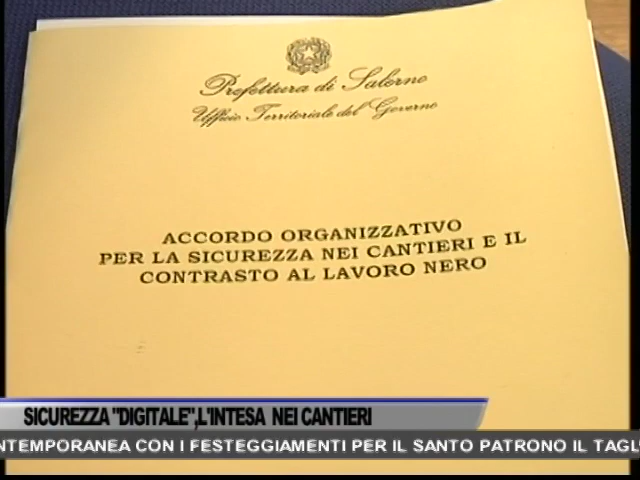 Prefettura di Salerno
Ufficio Territoriale del Governo
ACCORDO ORGANIZZATIVO
PER LA SICUREZZA NEI CANTIERI E IL
CONTRASTO AL LAVORO NERO
SICUREZZA "DIGITALE",L'INTESA NEI CANTIERI
NTEMPORANEA CON I FESTEGGIAMENTI PER IL SANTO PATRONO IL TAGL